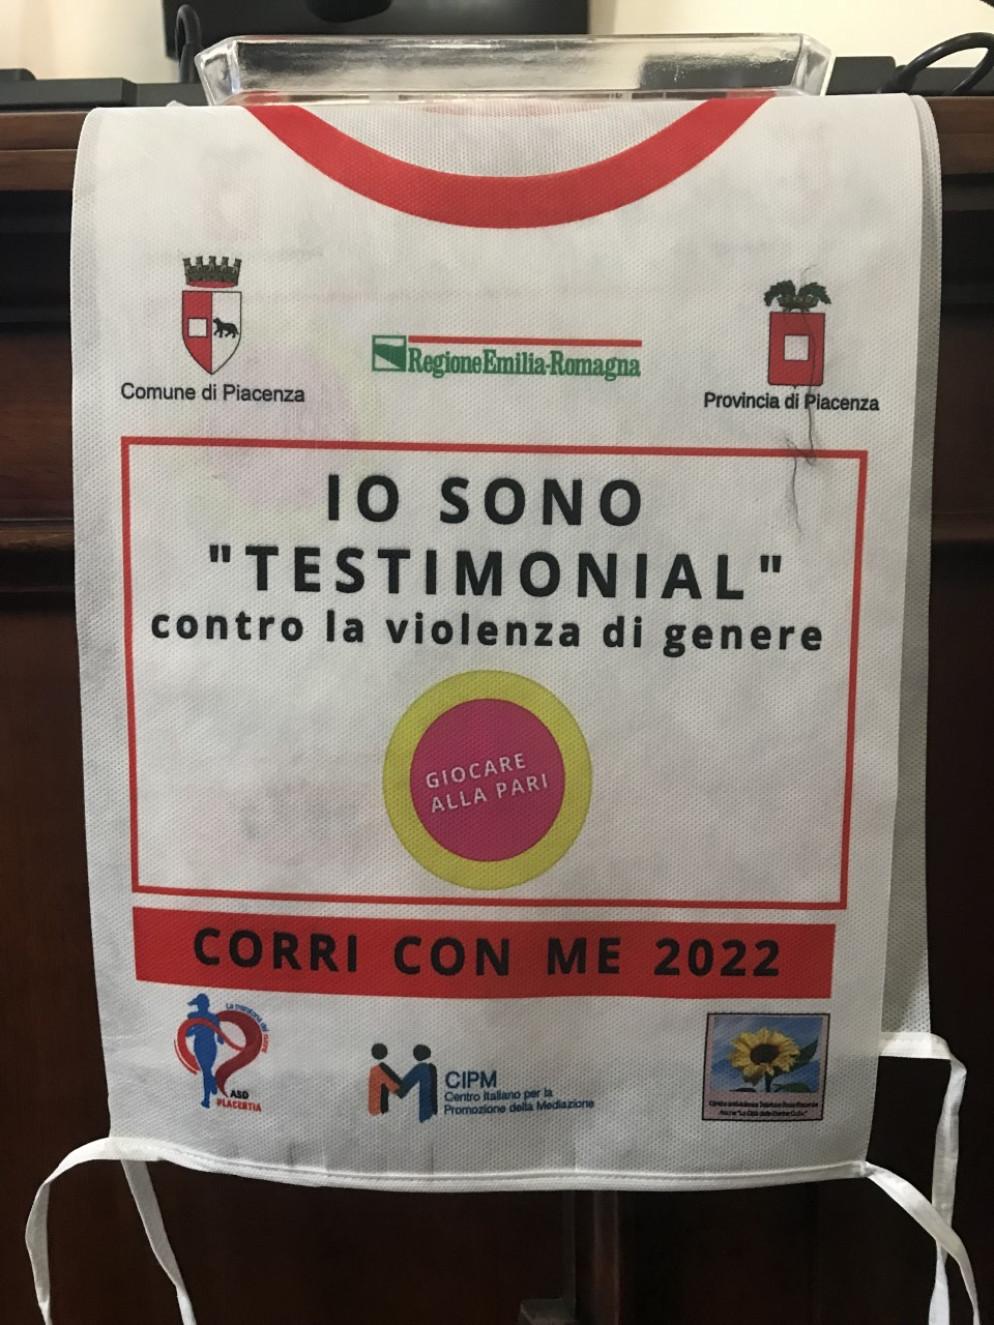 Comune di Piacenza
RegioneEmilia-Romagna
Provincia di Piacenza
IO SONO
"TESTIMONIAL"
contro la violenza di genere
GIOCARE
ALLA PARI
CORRI CON ME 2022
ASD
PLACENTIA
CIPM
Centro Italiano per la
Promozione della Mediazione